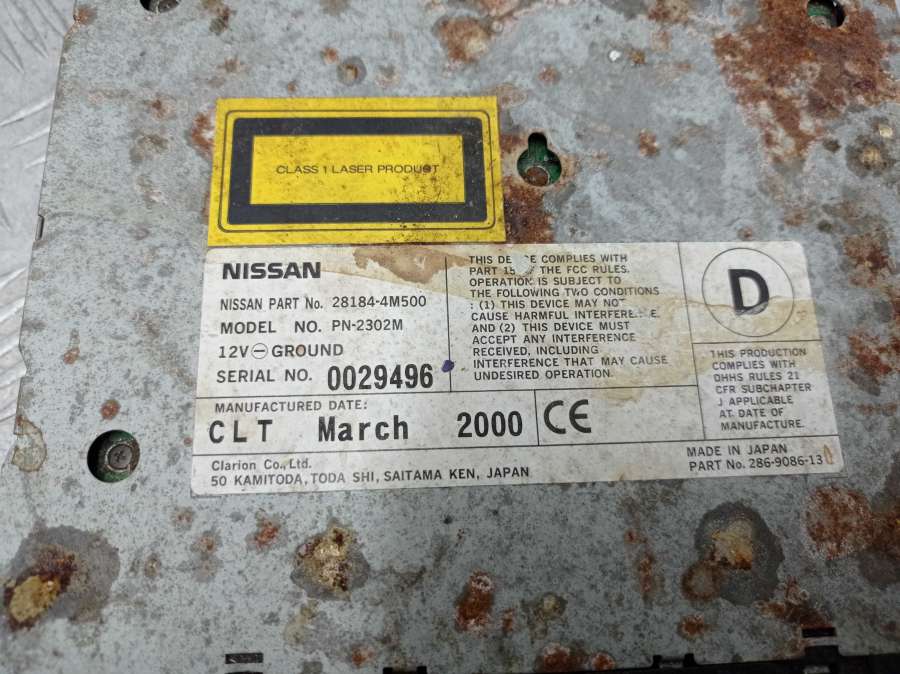 CLASS 1 LASER PRODUCT
NISSAN
NISSAN PART No. 28184-4M500
MODEL NO. PN-2302M
12V ⊖ GROUND
SERIAL NO. 0029496
THIS COMPLIES WITH
PART 15 THE FCC RULES.
OPERATION IS SUBJECT TO
THE FOLLOWING TWO CONDITIONS
: (1) THIS DEVICE MAY NOT
CAUSE HARMFUL
AND (2) THIS DEVICE MUST
ACCEPT ANY INTERFERENCE
RECEIVED, INCLUDING
INTERFERENCE THAT MAY CAUSE
UNDESIRED OPERATION.
D
THIS PRODUCTION
COMPLIES WITH
DHHS RULES 21
CFR SUBCHAPTER
J APPLICABLE
AT DATE OF
MANUFACTURE.
MANUFACTURED DATE:
CLT March 2000
CE
Clarion Co., Ltd.
50 KAMITODA, TODA SHI, SAITAMA KEN, JAPAN
MADE IN JAPAN
PART No. 286-9086-13